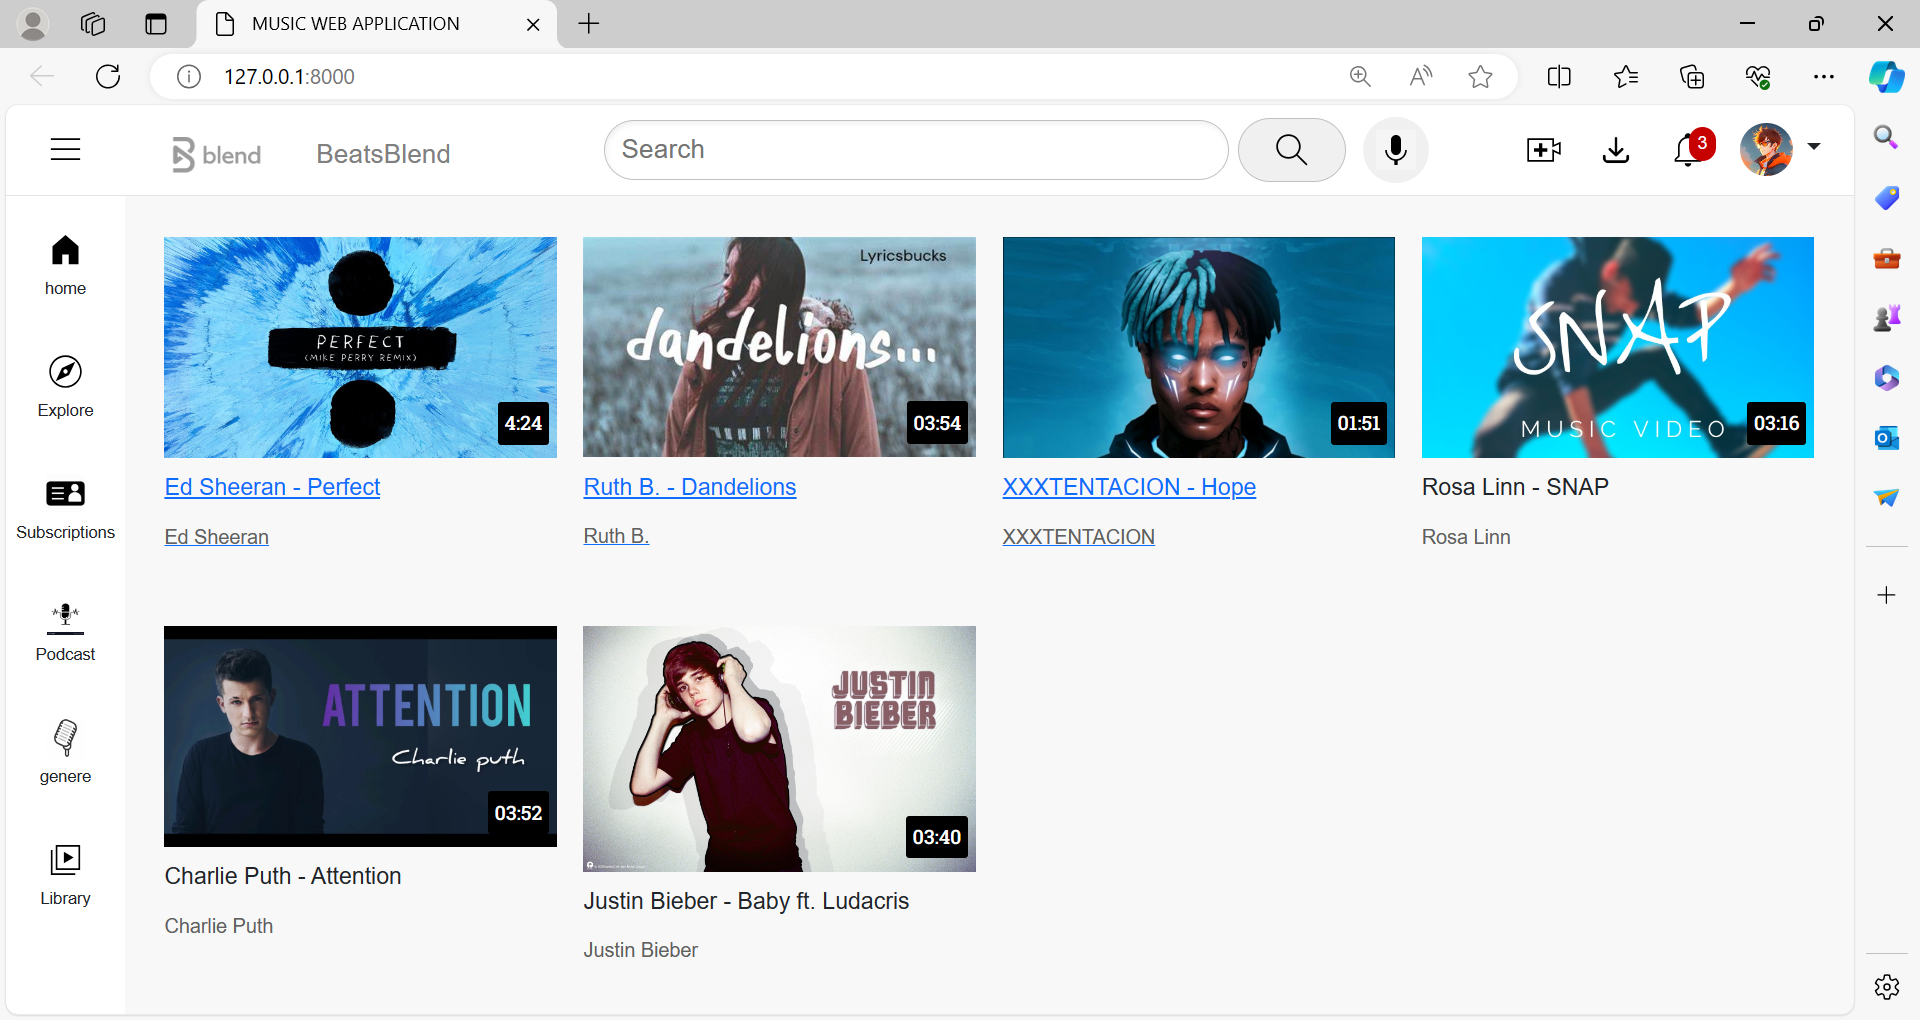 MUSIC WEB APPLICATION
127.0.0.1:8000
blend
BeatsBlend
Search
3
home
Explore
Subscriptions
Podcast
genere
Library
PERFECT
(MIKE PERRY REMIX)
4:24
Ed Sheeran - Perfect
Ed Sheeran
Lyricsbucks
dandelions...
03:54
Ruth B. - Dandelions
Ruth B.
01:51
XXXTENTACION - Hope
XXXTENTACION
SNAP
MUSIC VIDEO
03:16
Rosa Linn - SNAP
Rosa Linn
ATTENTION
Charlie puth
03:52
Charlie Puth - Attention
Charlie Puth
JUSTIN
BIEBER
03:40
Justin Bieber - Baby ft. Ludacris
Justin Bieber